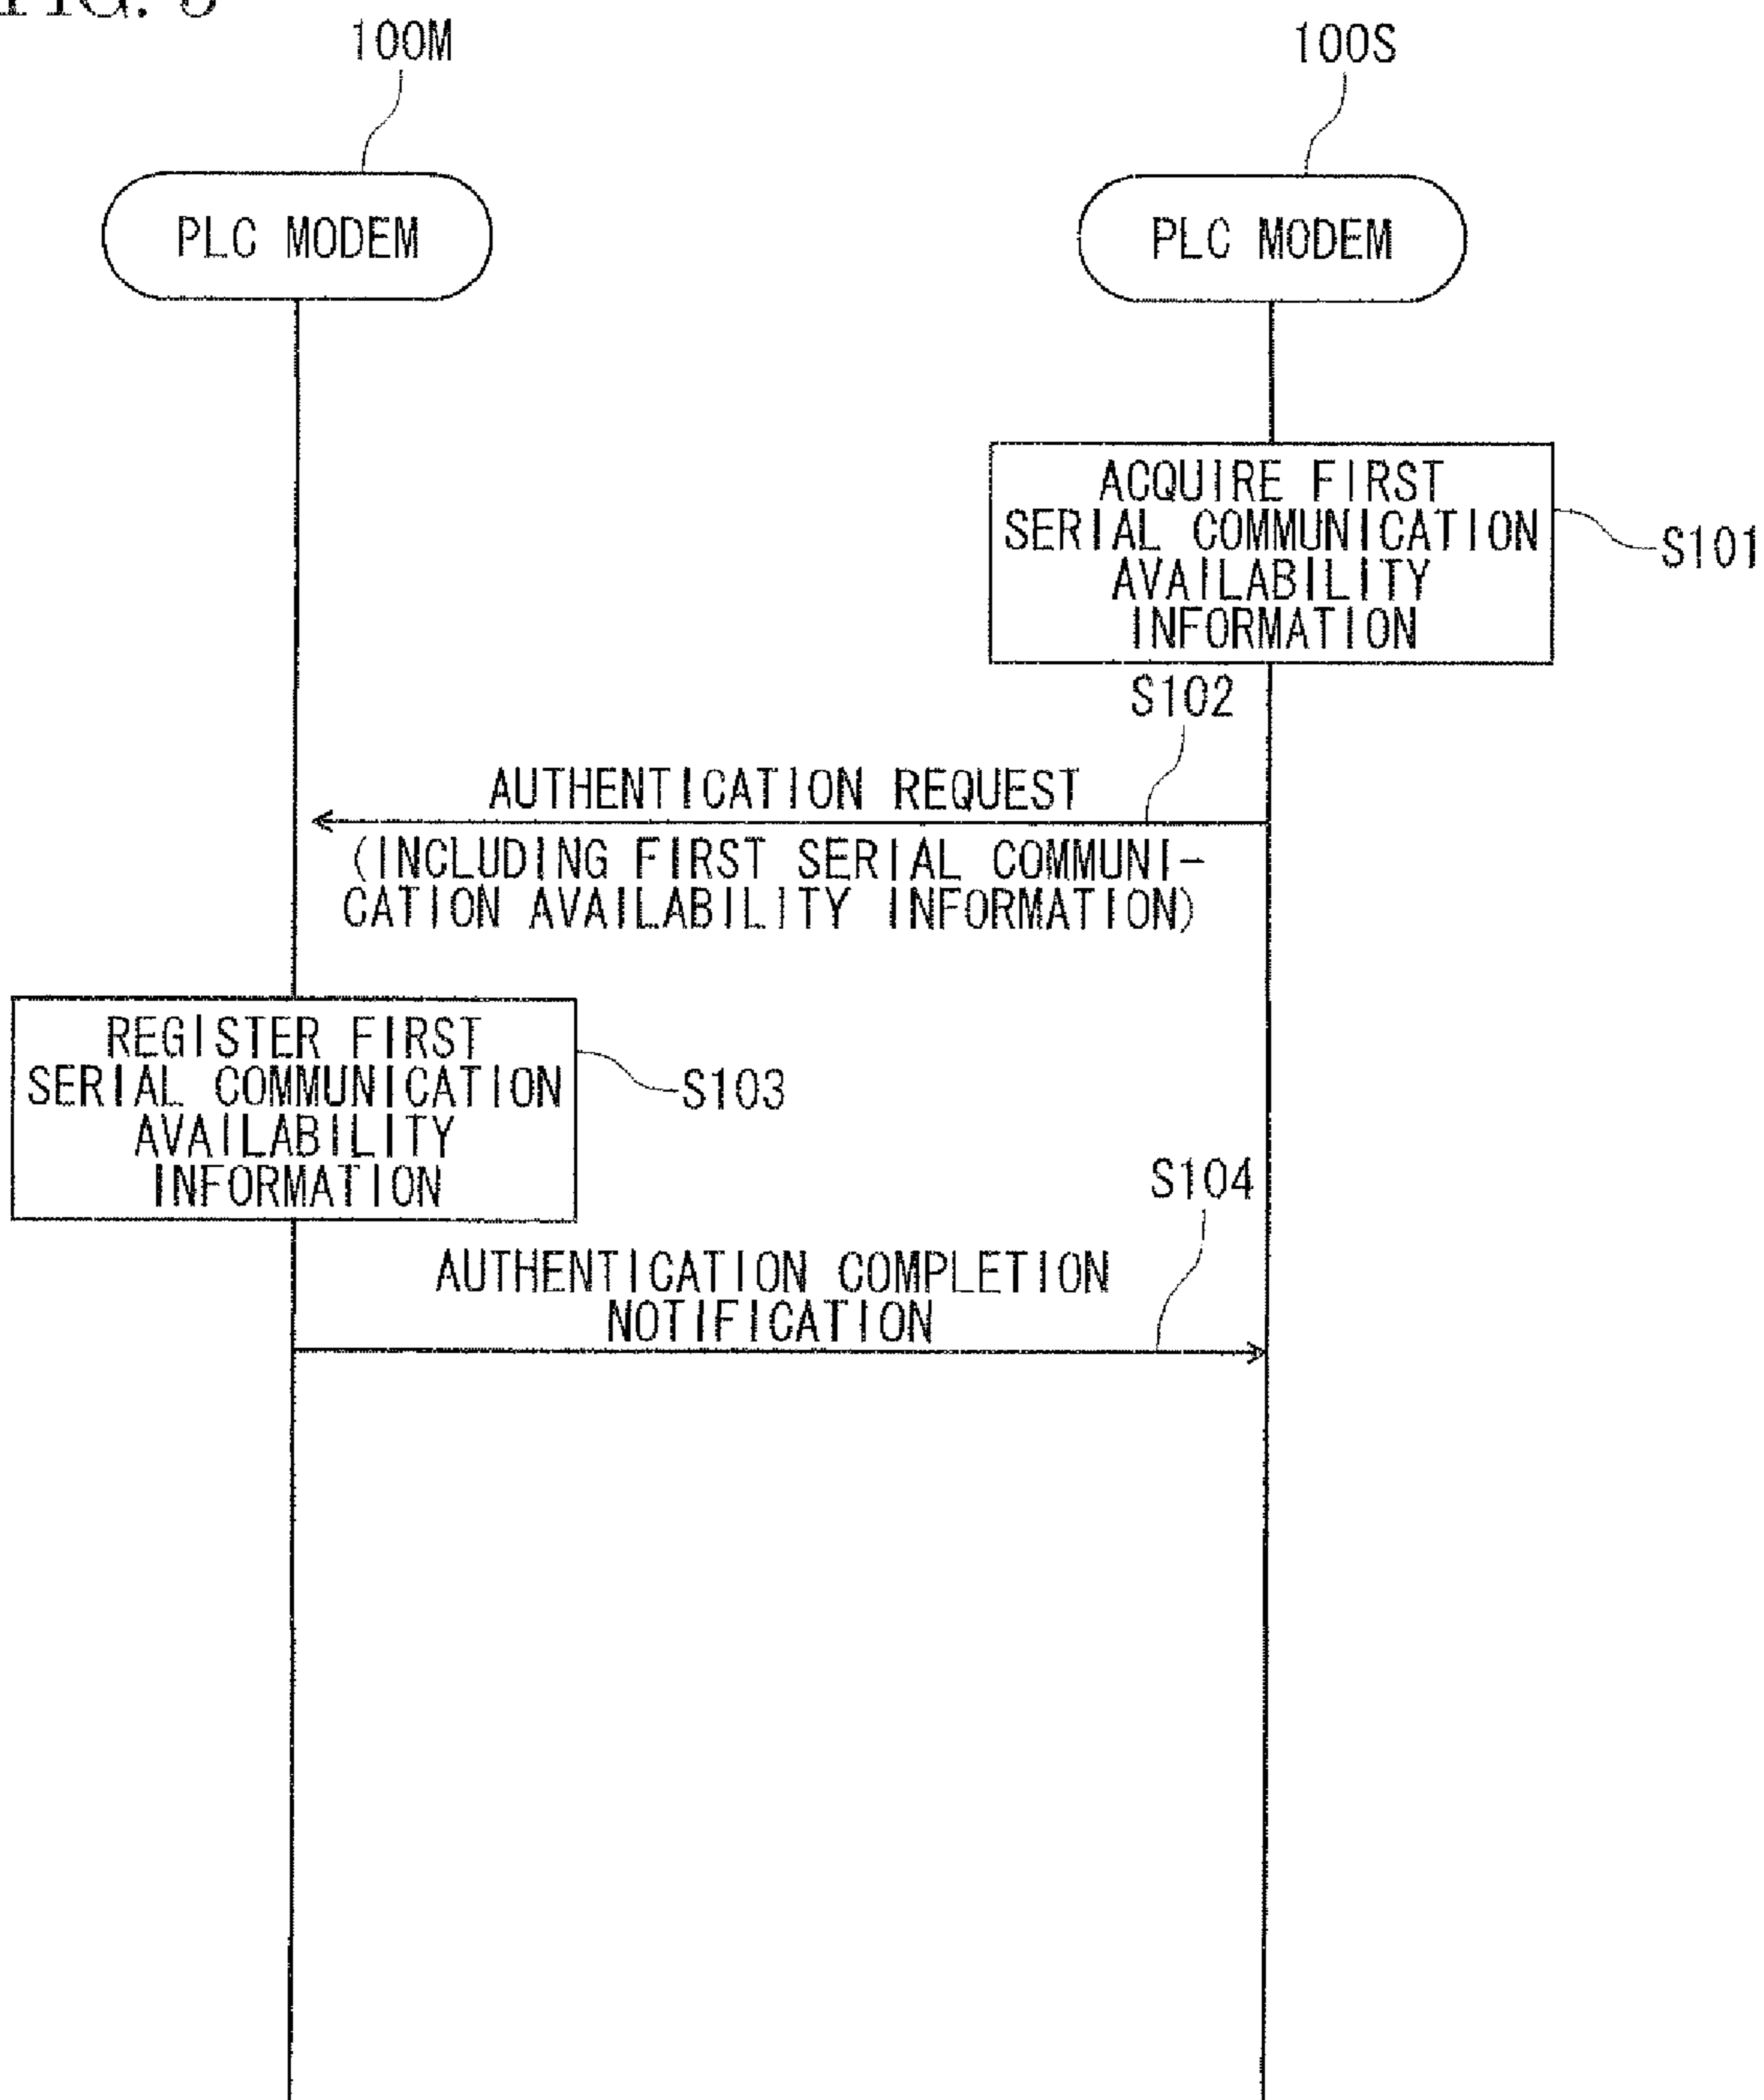 100M
100S
PLC MODEM
PLC MODEM
ACQUIRE FIRST
SERIAL COMMUNICATION
AVAILABILITY
INFORMATION
S101
S102
AUTHENTICATION REQUEST
(INCLUDING FIRST SERIAL COMMUNI-
CATION AVAILABILITY INFORMATION)
REGISTER FIRST
SERIAL COMMUNICATION
AVAILABILITY
INFORMATION
S103
S104
AUTHENTICATION COMPLETION
NOTIFICATION